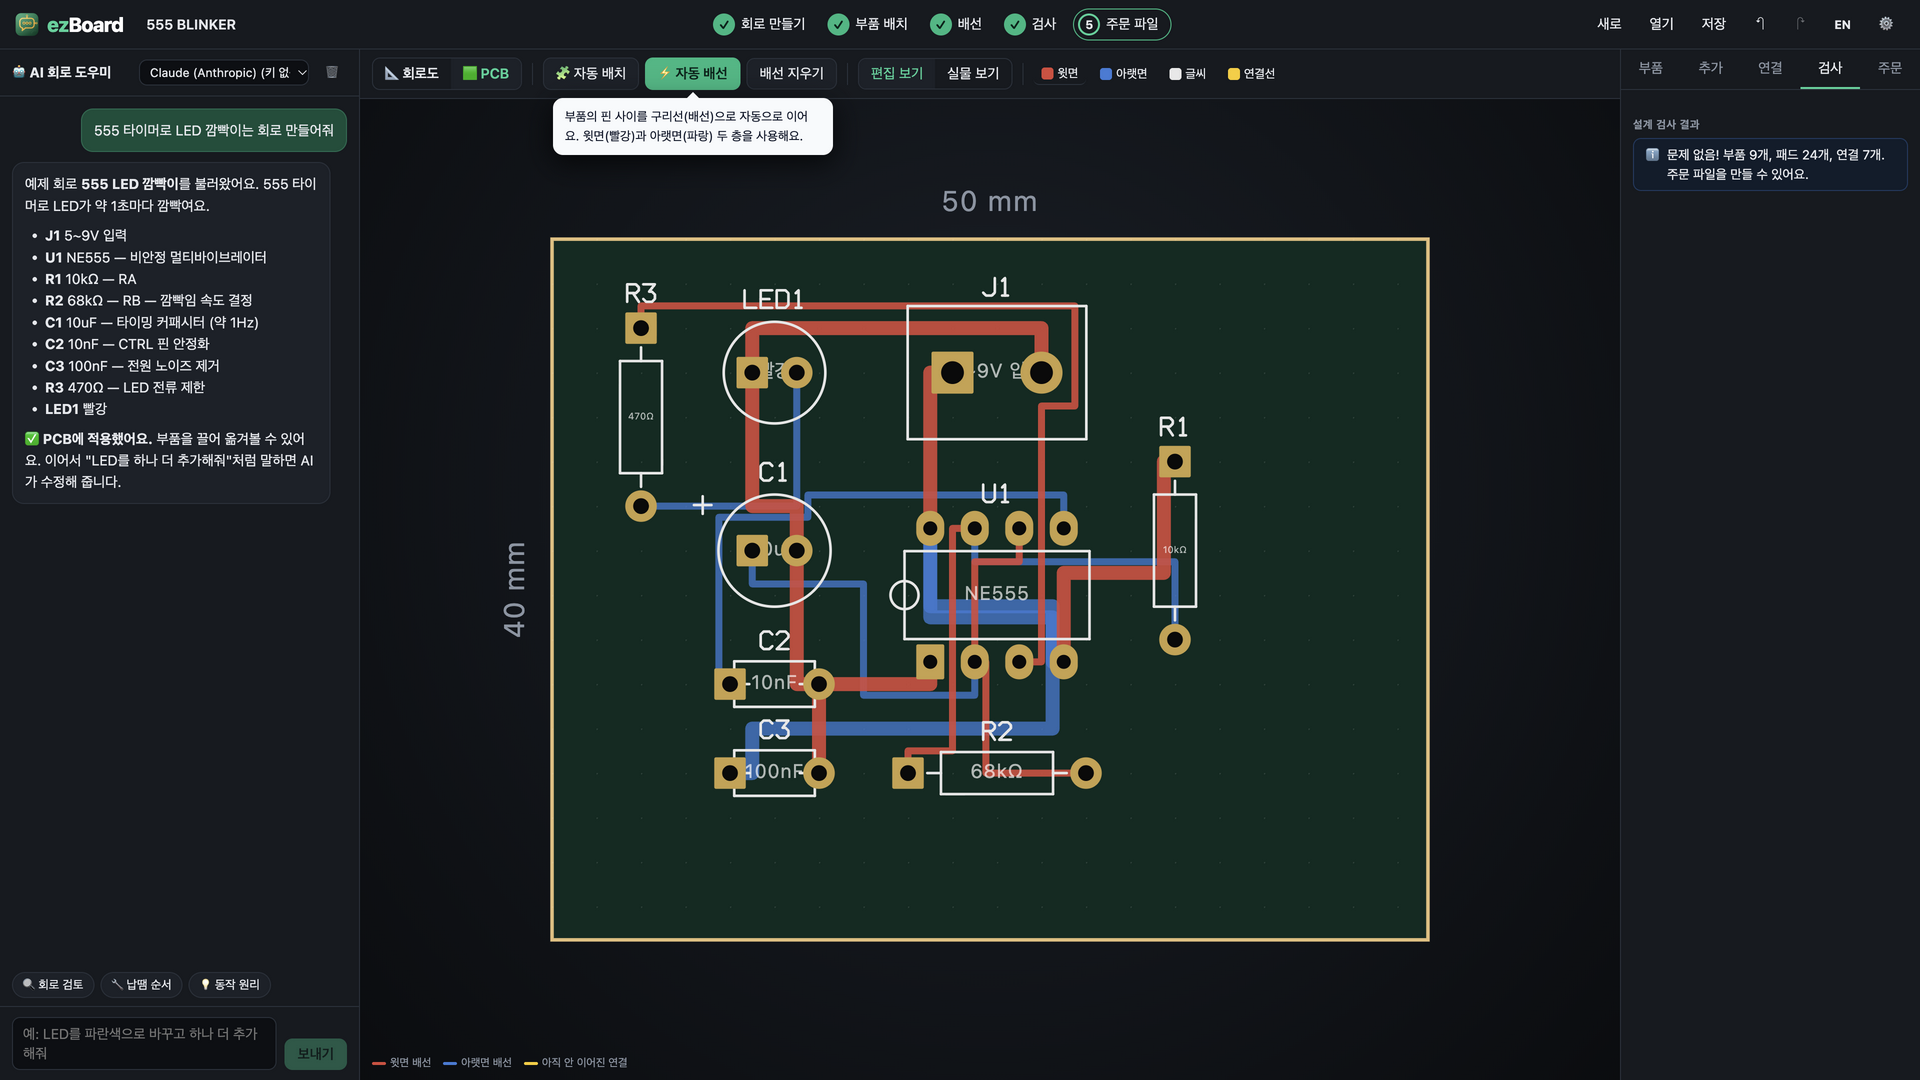 ezBoard
555 BLINKER
회로 만들기
부품 배치
배선
검사
5 주문 파일
새로
열기
저장
EN
AI 회로 도우미
Claude (Anthropic) (키 없
회로도
PCB
자동 배치
자동 배선
배선 지우기
편집 보기
실물 보기
윗면
아랫면
글씨
연결선
부품
추가
연결
검사
주문
부품의 핀 사이를 구리선(배선)으로 자동으로 이어
요. 윗면(빨강)과 아랫면(파랑) 두 층을 사용해요.
555 타이머로 LED 깜빡이는 회로 만들어줘
예제 회로 555 LED 깜빡이를 불러왔어요. 555 타이
머로 LED가 약 1초마다 깜빡여요.
• J1 5~9V 입력
• U1 NE555 — 비안정 멀티바이브레이터
• R1 10kΩ — RA
• R2 68kΩ — RB — 깜빡임 속도 결정
• C1 10uF — 타이밍 커패시터 (약 1Hz)
• C2 10nF — CTRL 핀 안정화
• C3 100nF — 전원 노이즈 제거
• R3 470Ω — LED 전류 제한
• LED1 빨강
✅ PCB에 적용했어요. 부품을 끌어 옮겨볼 수 있어
요. 이어서 "LED를 하나 더 추가해줘"처럼 말하면 AI
가 수정해 줍니다.
회로 검토
납땜 순서
동작 원리
예: LED를 파란색으로 바꾸고 하나 더 추가
해줘
보내기
50 mm
40 mm
R3
470Ω
LED1
J1
9V
C1
U1
NE555
R1
10kΩ
C2
10nF
C3
100nF
R2
68kΩ
윗면 배선
아랫면 배선
아직 안 이어진 연결
설계 검사 결과
문제 없음! 부품 9개, 패드 24개, 연결 7개.
주문 파일을 만들 수 있어요.